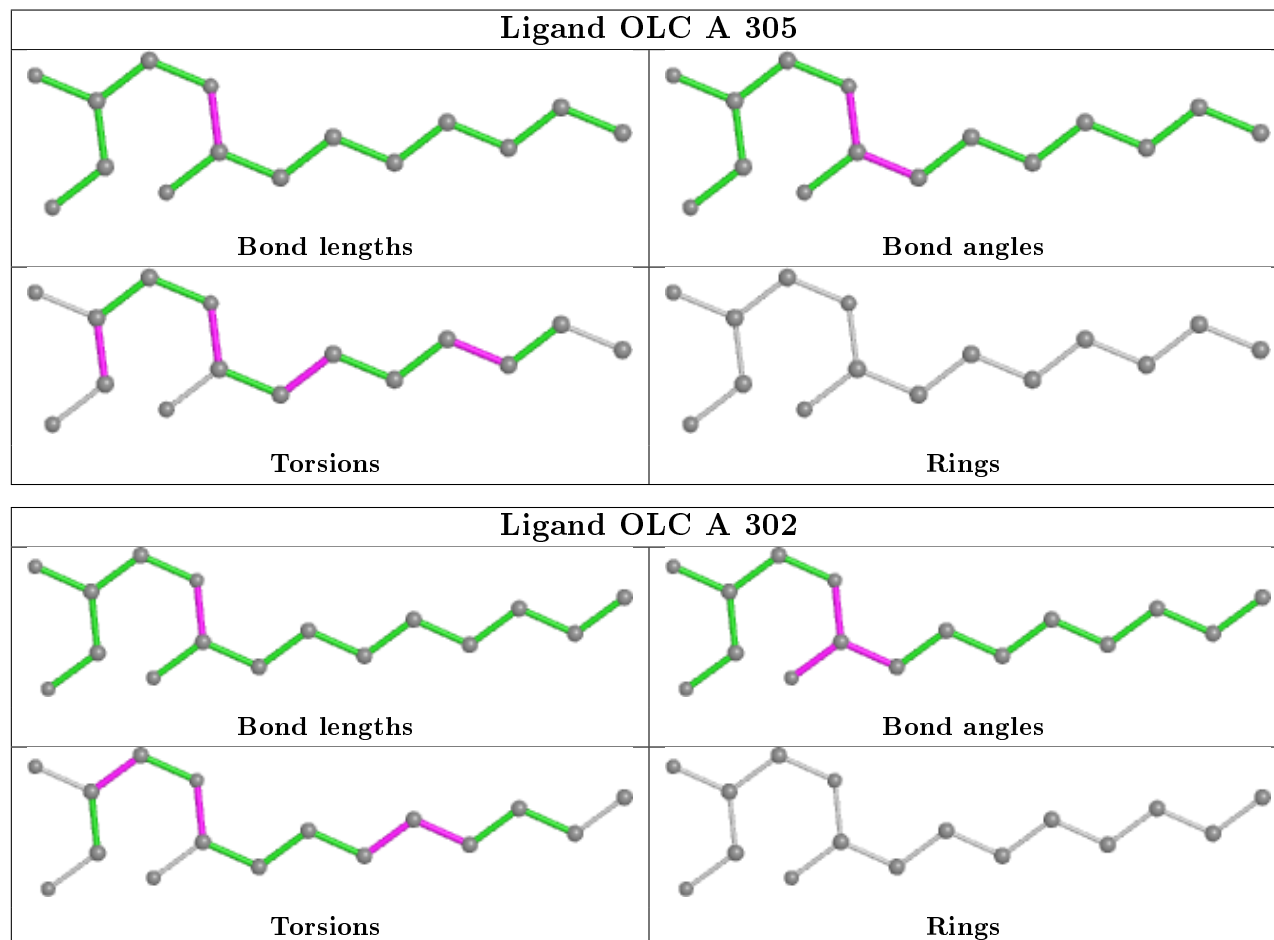 Ligand OLC A 305
Bond lengths
Bond angles
Torsions
Rings
Ligand OLC A 302
Bond lengths
Bond angles
Torsions
Rings